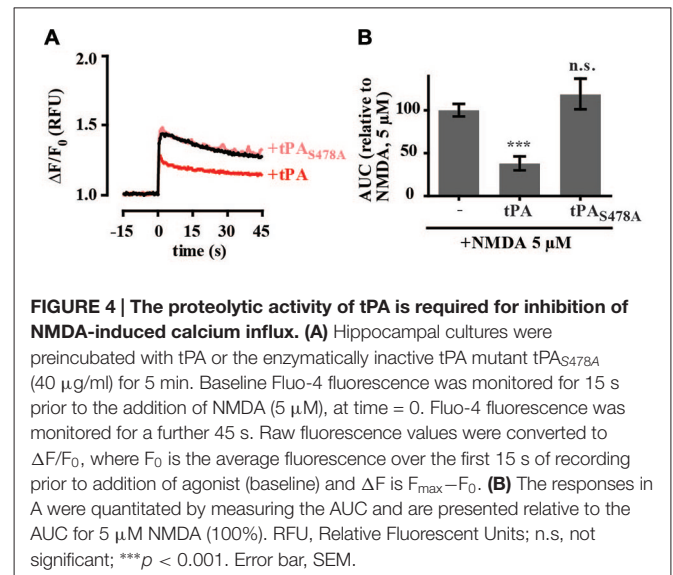 A
2.0
1.5
1.0
ΔF/F0 (RFU)
+tPAS478A
+tPA
-15 0 15 30 45
time (s)
B
n.s.
***
100
50
0
AUC (relative to
NMDA, 5 μM)
- tPA tPAS478A
+NMDA 5 μM
FIGURE 4 | The proteolytic activity of tPA is required for inhibition of
NMDA-induced calcium influx. (A) Hippocampal cultures were
preincubated with tPA or the enzymatically inactive tPA mutant tPAS478A
(40 μg/ml) for 5 min. Baseline Fluo-4 fluorescence was monitored for 15 s
prior to the addition of NMDA (5 μM), at time = 0. Fluo-4 fluorescence was
monitored for a further 45 s. Raw fluorescence values were converted to
ΔF/F0, where F0 is the average fluorescence over the first 15 s of recording
prior to addition of agonist (baseline) and ΔF is Fmax−F0. (B) The responses in
A were quantitated by measuring the AUC and are presented relative to the
AUC for 5 μM NMDA (100%). RFU, Relative Fluorescent Units; n.s, not
significant; ***p < 0.001. Error bar, SEM.